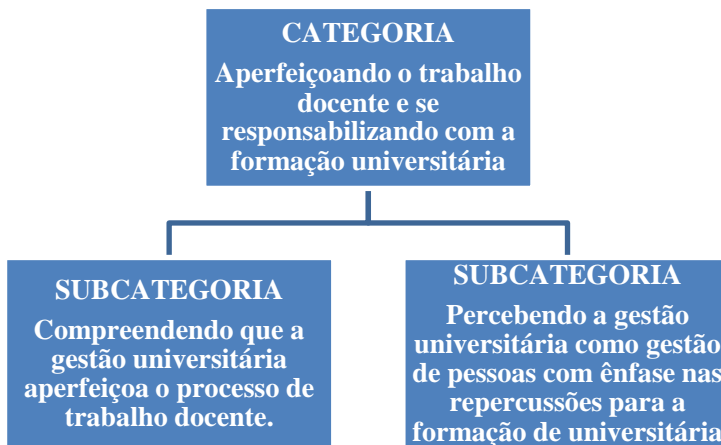 CATEGORIA
Aperfeiçoando o trabalho
docente e se
responsabilizando com a
formação universitária
SUBCATEGORIA
Compreendendo que a
gestão universitária
aperfeiçoa o processo de
trabalho docente.
SUBCATEGORIA
Percebendo a gestão
universitária como gestão
de pessoas com ênfase nas
repercussões para a
formação de universitária